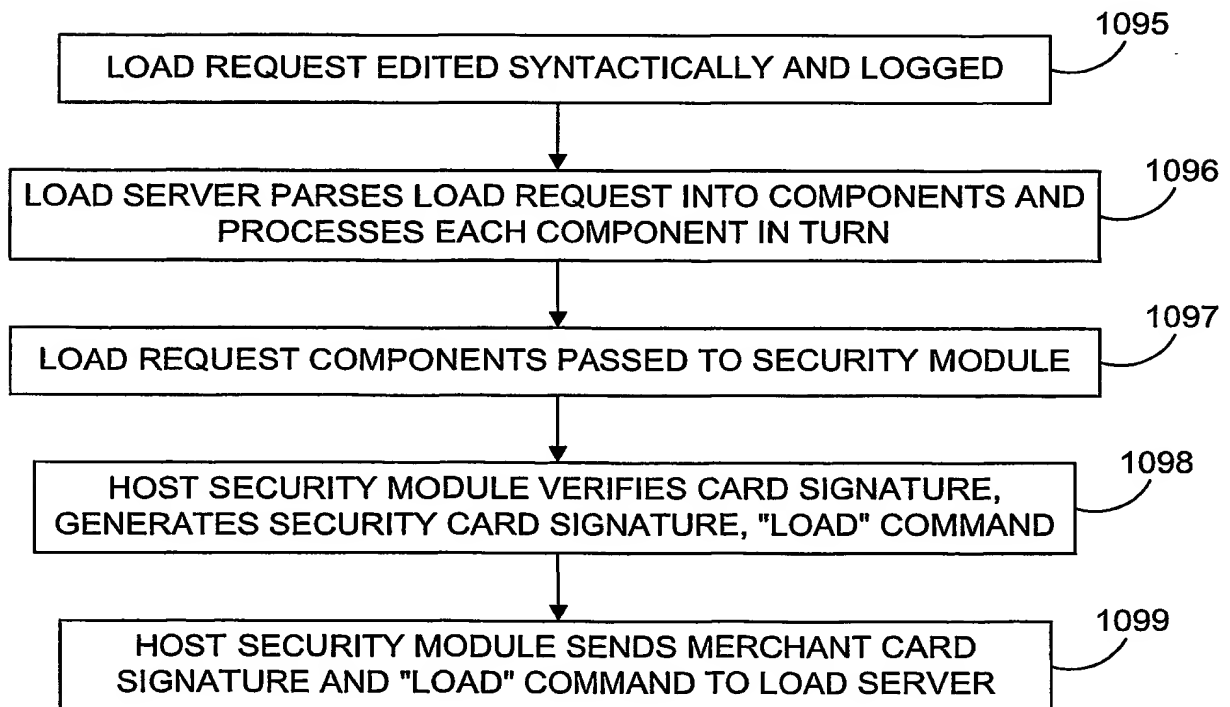 1095
LOAD REQUEST EDITED SYNTACTICALLY AND LOGGED
1096
LOAD SERVER PARSES LOAD REQUEST INTO COMPONENTS AND
PROCESSES EACH COMPONENT IN TURN
1097
LOAD REQUEST COMPONENTS PASSED TO SECURITY MODULE
1098
HOST SECURITY MODULE VERIFIES CARD SIGNATURE,
GENERATES SECURITY CARD SIGNATURE, "LOAD" COMMAND
1099
HOST SECURITY MODULE SENDS MERCHANT CARD
SIGNATURE AND "LOAD" COMMAND TO LOAD SERVER